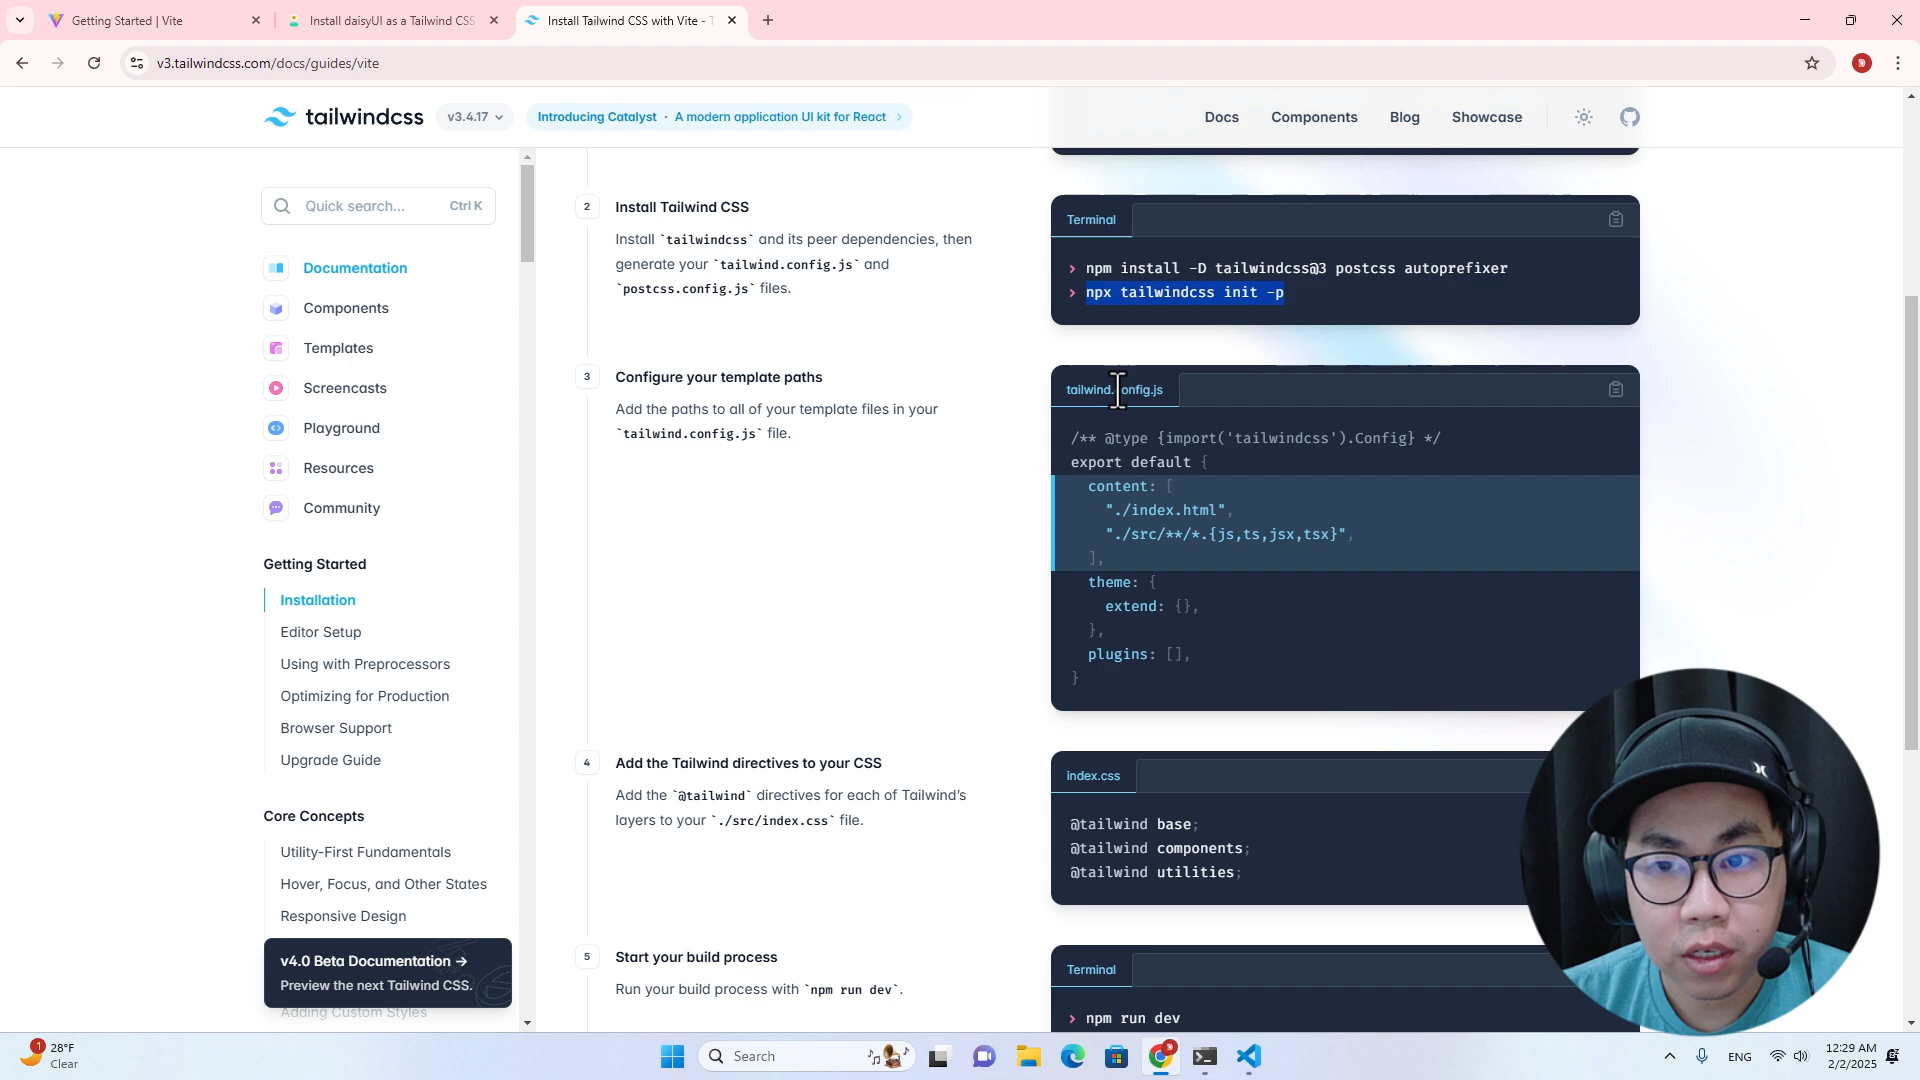 Getting Started | Vite
Install daisyUI as a Tailwind CSS
Install Tailwind CSS with Vite -
v3.tailwindcss.com/docs/guides/vite
tailwindcss
v3.4.17
Introducing Catalyst · A modern application UI kit for React
Docs
Components
Blog
Showcase
Quick search...
Ctrl K
Documentation
Components
Templates
Screencasts
Playground
Resources
Community
Getting Started
Installation
Editor Setup
Using with Preprocessors
Optimizing for Production
Browser Support
Upgrade Guide
Core Concepts
Utility-First Fundamentals
Hover, Focus, and Other States
Responsive Design
v4.0 Beta Documentation →
Preview the next Tailwind CSS.
Adding Custom Styles
2
Install Tailwind CSS
Install `tailwindcss` and its peer dependencies, then
generate your `tailwind.config.js` and
`postcss.config.js` files.
Terminal
> npm install -D tailwindcss@3 postcss autoprefixer
> npx tailwindcss init -p
3
Configure your template paths
Add the paths to all of your template files in your
`tailwind.config.js` file.
tailwind.config.js
/** @type {import('tailwindcss').Config} */
export default {
content: [
"./index.html",
"./src/**/*.{js,ts,jsx,tsx}",
],
theme: {
extend: {},
},
plugins: [],
}
4
Add the Tailwind directives to your CSS
Add the `@tailwind` directives for each of Tailwind's
layers to your `./src/index.css` file.
index.css
@tailwind base;
@tailwind components;
@tailwind utilities;
5
Start your build process
Run your build process with `npm run dev`.
Terminal
> npm run dev
1
28°F
Clear
Search
ENG
12:29 AM
2/2/2025